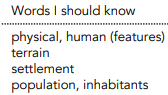 Words I should know
physical, human (features)
terrain
settlement
population, inhabitants